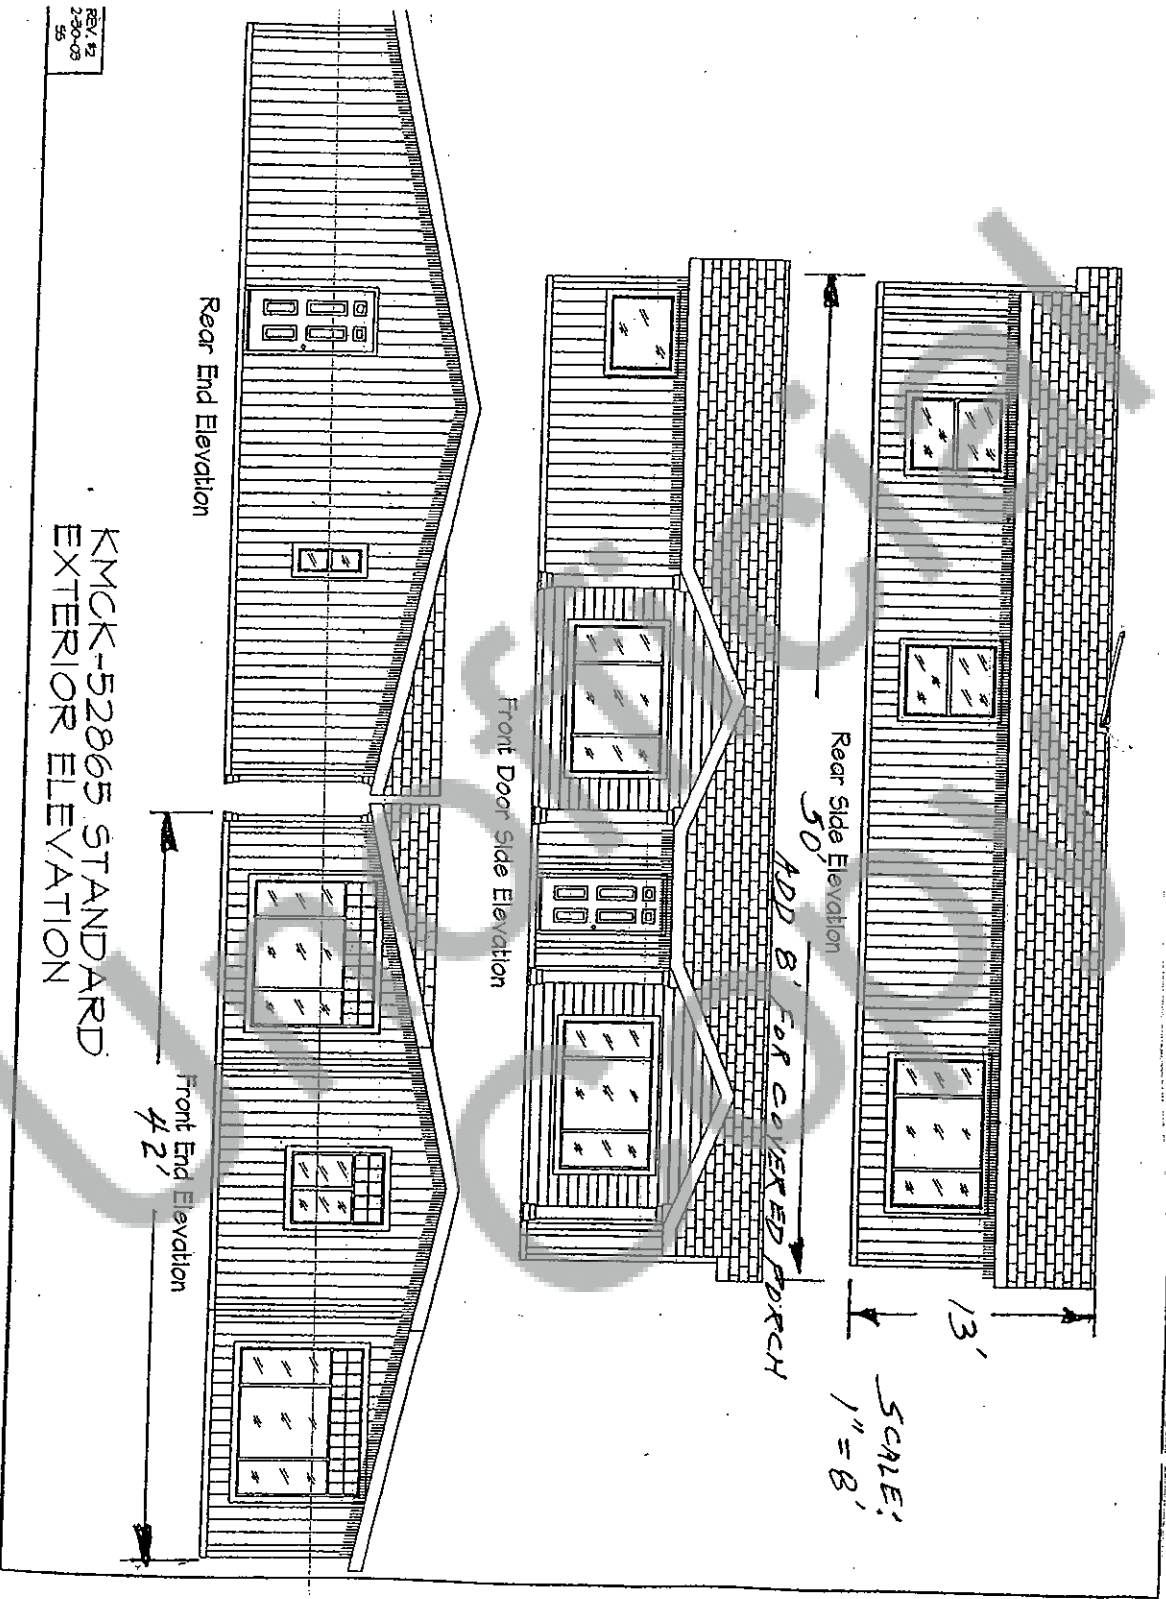 13'
SCALE:
1" = 8'
Rear Side Elevation
50'
ADD 8' FOR COVERED PORCH
Front Door Side Elevation
Rear End Elevation
Front End Elevation
42'
KMCK-52865 STANDARD
EXTERIOR ELEVATION
REV. #2
2-20-03
SS
Unofficial
Copy